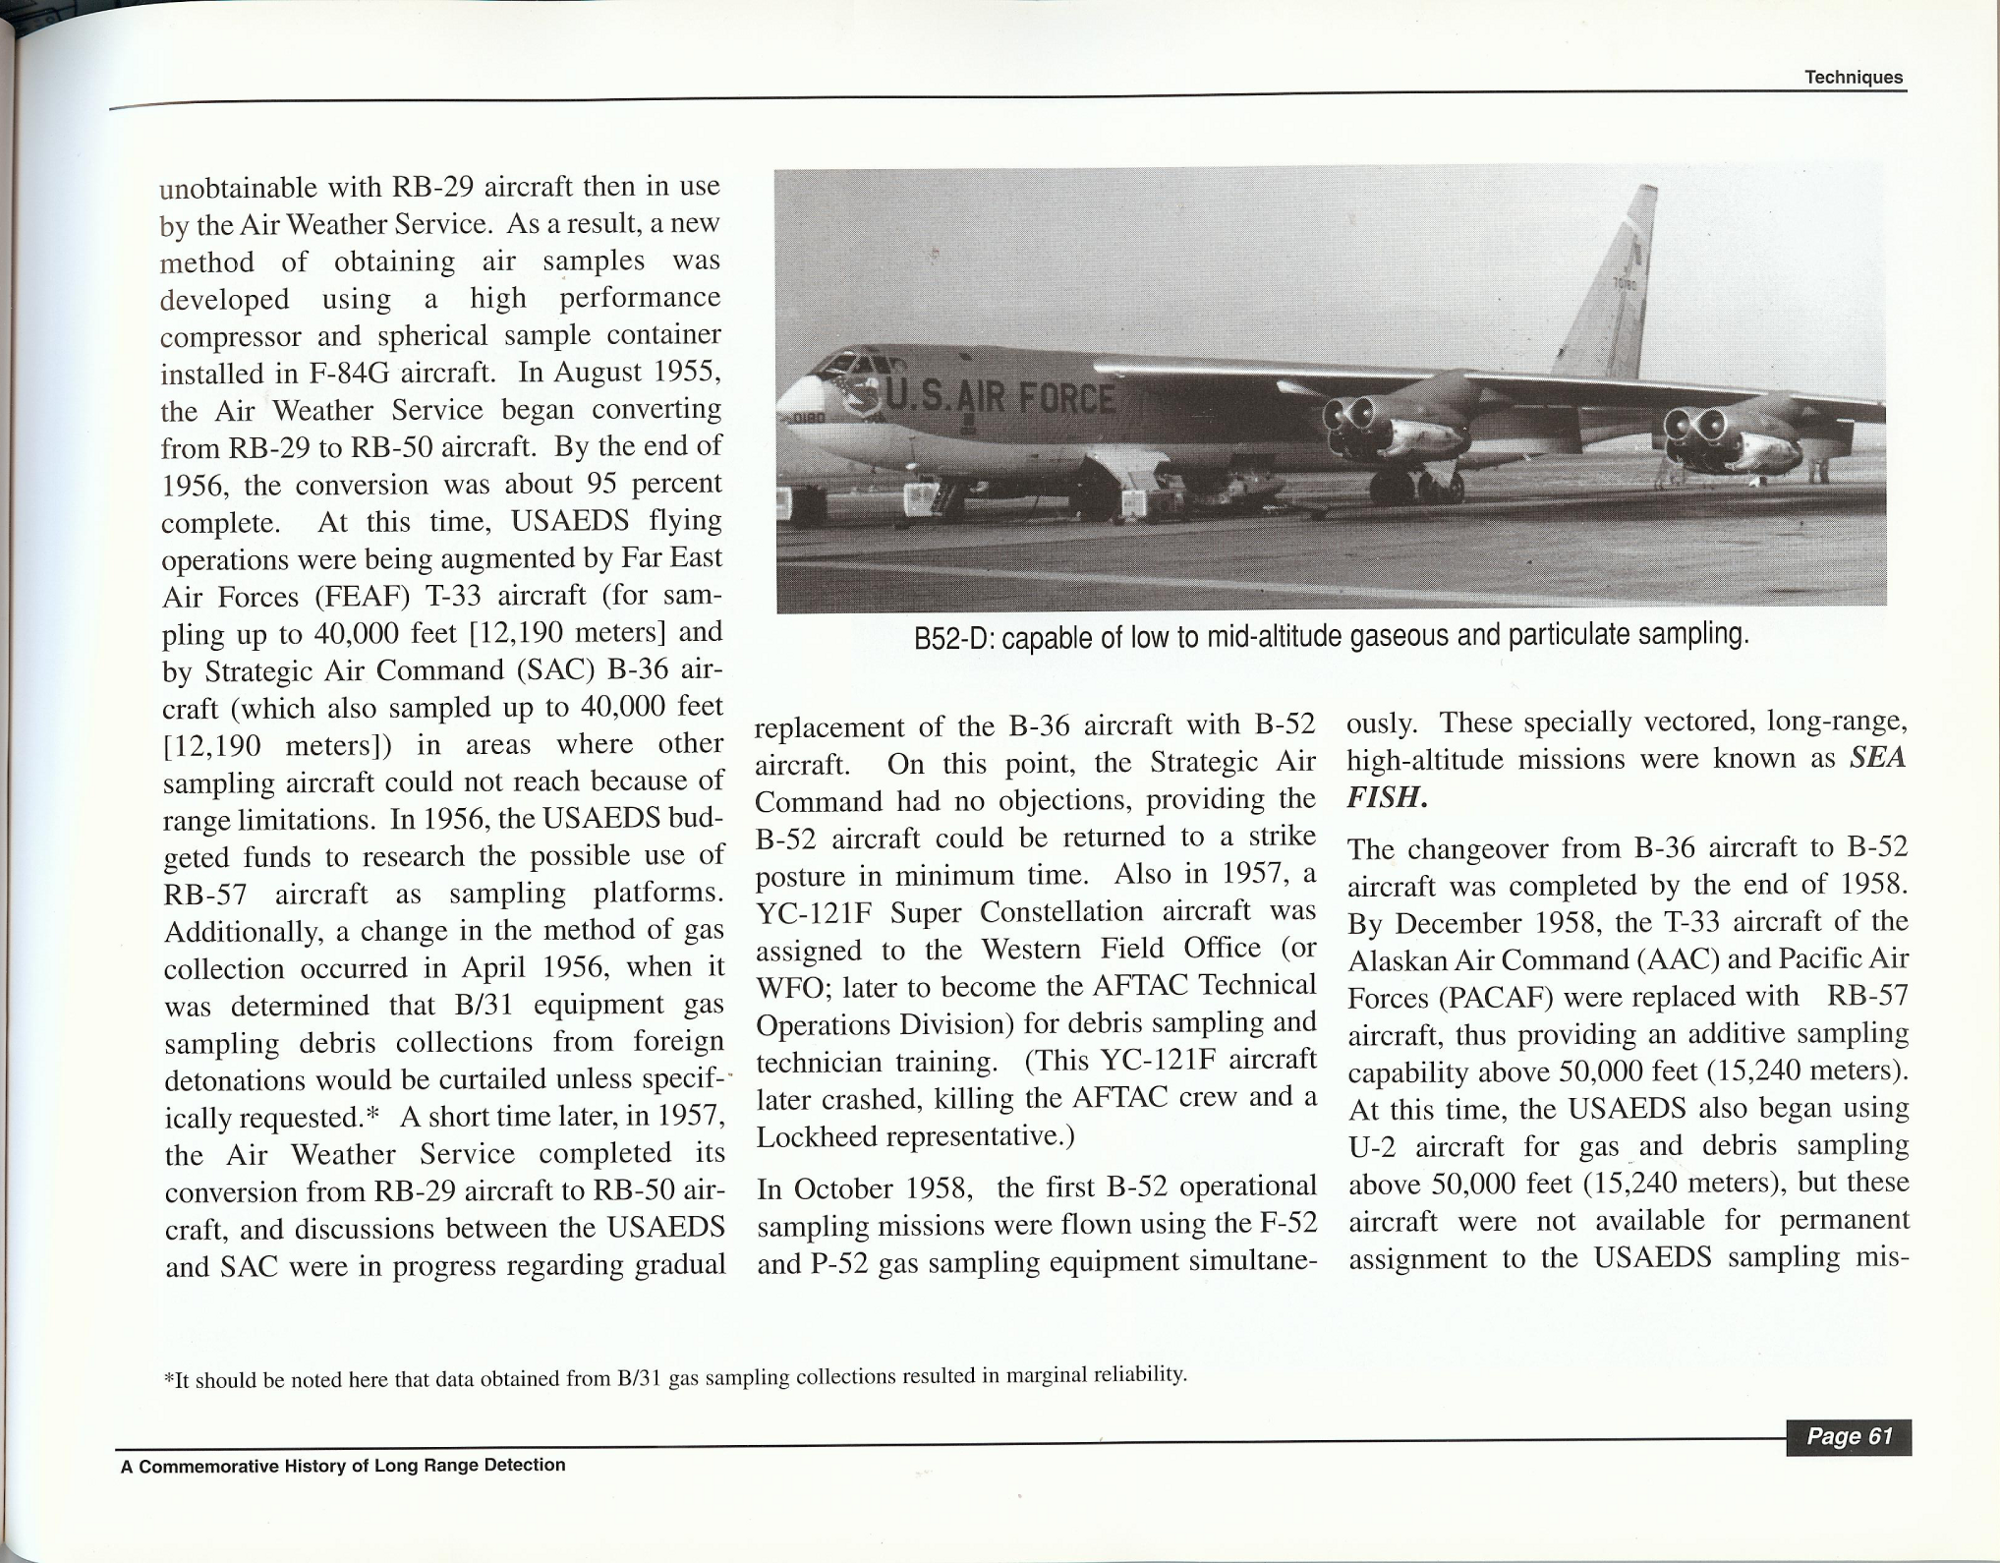 Techniques
unobtainable with RB-29 aircraft then in use
by the Air Weather Service. As a result, a new
method of obtaining air samples was
developed using a high performance
compressor and spherical sample container
installed in F-84G aircraft. In August 1955,
the Air Weather Service began converting
from RB-29 to RB-50 aircraft. By the end of
1956, the conversion was about 95 percent
complete. At this time, USAEDS flying
operations were being augmented by Far East
Air Forces (FEAF) T-33 aircraft (for sam-
pling up to 40,000 feet [12,190 meters] and
by Strategic Air Command (SAC) B-36 air-
craft (which also sampled up to 40,000 feet
[12,190 meters]) in areas where other
sampling aircraft could not reach because of
range limitations. In 1956, the USAEDS bud-
geted funds to research the possible use of
RB-57 aircraft as sampling platforms.
Additionally, a change in the method of gas
collection occurred in April 1956, when it
was determined that B/31 equipment gas
sampling debris collections from foreign
detonations would be curtailed unless specif-
ically requested.* A short time later, in 1957,
the Air Weather Service completed its
conversion from RB-29 aircraft to RB-50 air-
craft, and discussions between the USAEDS
and SAC were in progress regarding gradual
70180
U.S. AIR FORCE
0180
B52-D: capable of low to mid-altitude gaseous and particulate sampling.
replacement of the B-36 aircraft with B-52
aircraft. On this point, the Strategic Air
Command had no objections, providing the
B-52 aircraft could be returned to a strike
posture in minimum time. Also in 1957, a
YC-121F Super Constellation aircraft was
assigned to the Western Field Office (or
WFO; later to become the AFTAC Technical
Operations Division) for debris sampling and
technician training. (This YC-121F aircraft
later crashed, killing the AFTAC crew and a
Lockheed representative.)
In October 1958, the first B-52 operational
sampling missions were flown using the F-52
and P-52 gas sampling equipment simultane-
ously. These specially vectored, long-range,
high-altitude missions were known as SEA
FISH.
The changeover from B-36 aircraft to B-52
aircraft was completed by the end of 1958.
By December 1958, the T-33 aircraft of the
Alaskan Air Command (AAC) and Pacific Air
Forces (PACAF) were replaced with RB-57
aircraft, thus providing an additive sampling
capability above 50,000 feet (15,240 meters).
At this time, the USAEDS also began using
U-2 aircraft for gas and debris sampling
above 50,000 feet (15,240 meters), but these
aircraft were not available for permanent
assignment to the USAEDS sampling mis-
*It should be noted here that data obtained from B/31 gas sampling collections resulted in marginal reliability.
Page 61
A Commemorative History of Long Range Detection